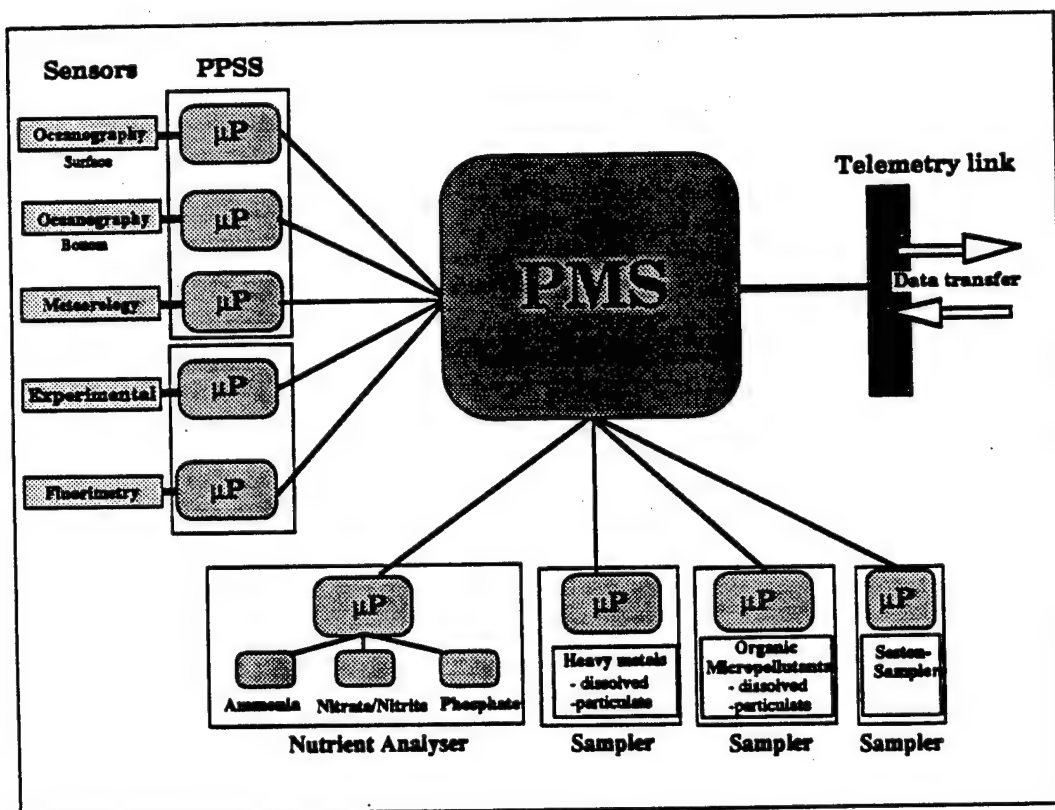 Sensors
PPSS
Oceanography
Surface
μP
Oceanography
Bottom
μP
Meteorology
μP
Experimental
μP
Fluorimetry
μP
PMS
Telemetry link
Data transfer
μP
Ammonia
Nitrate/Nitrite
Phosphate
Nutrient Analyser
μP
Heavy metals
- dissolved
-particulate
Sampler
μP
Organic
Micropollutants
- dissolved
-particulate
Sampler
μP
Seston-
Sampler
Sampler